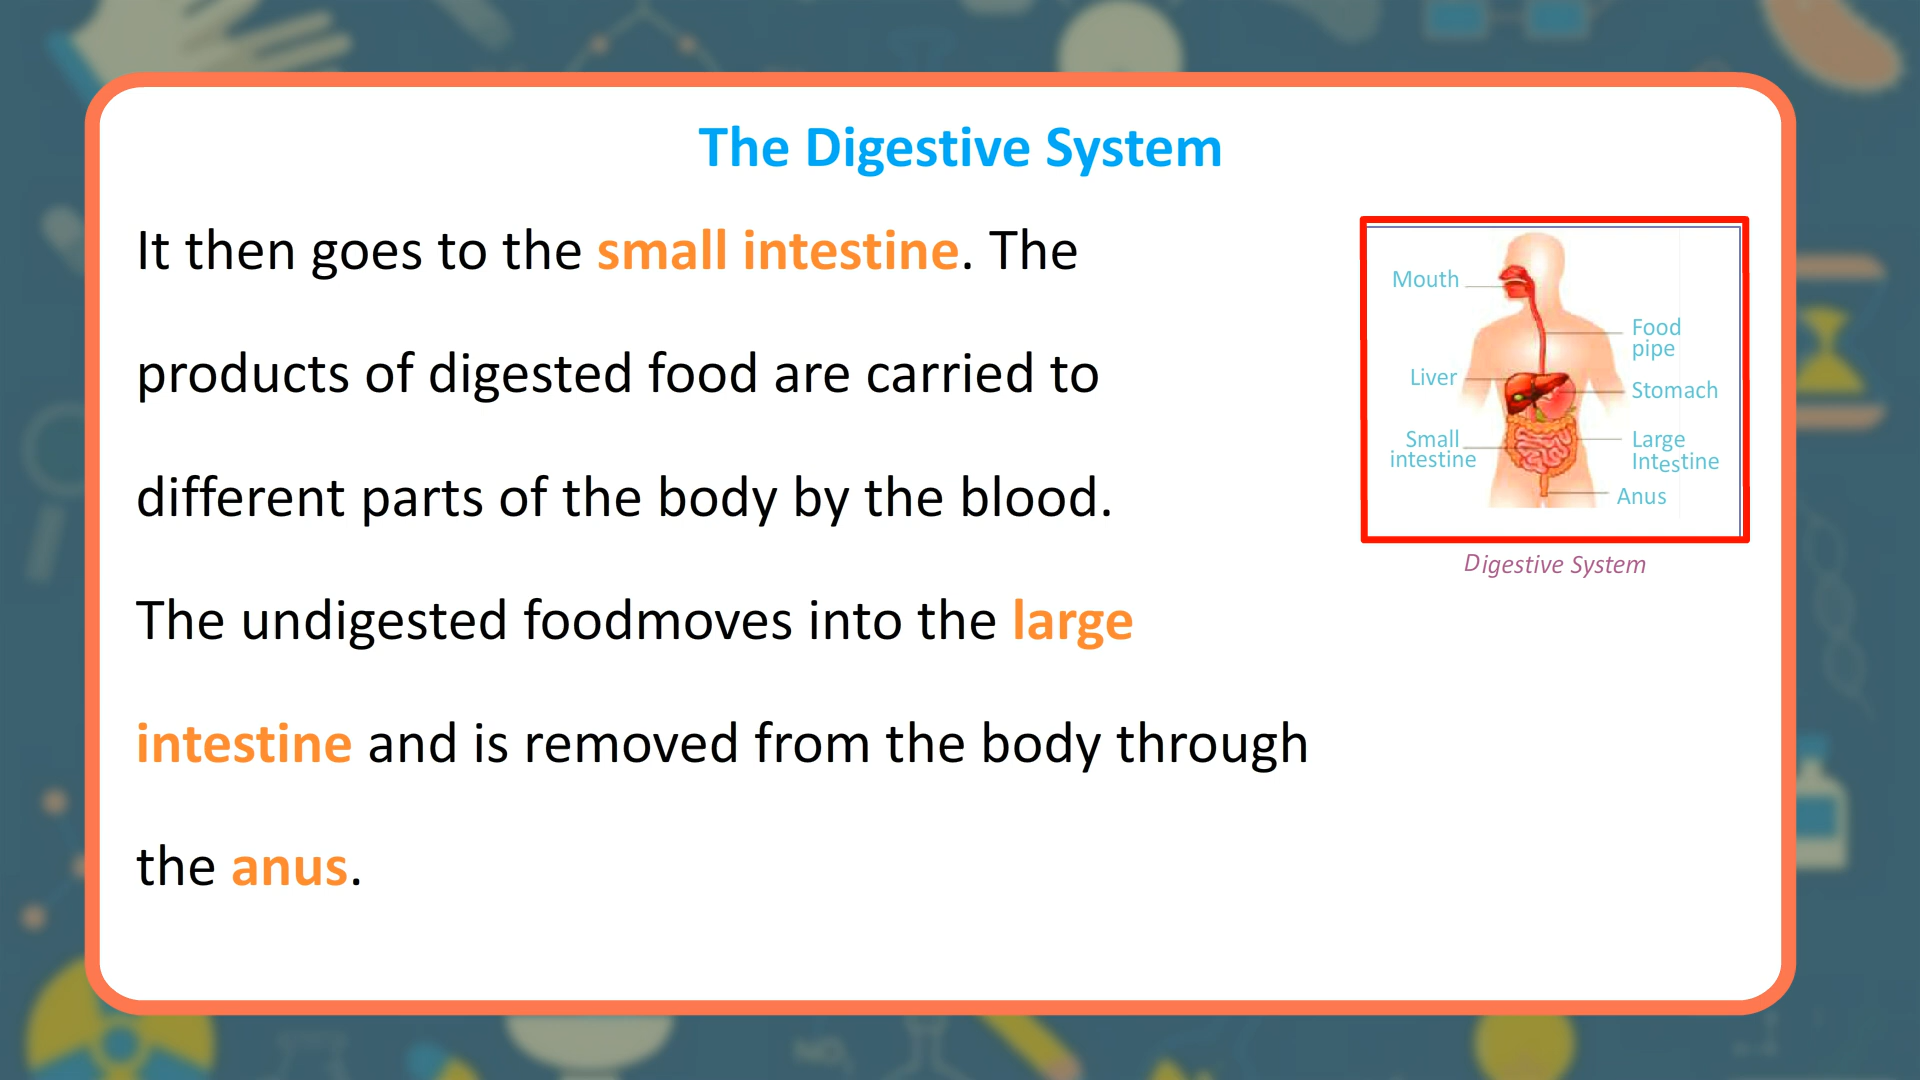 The Digestive System
It then goes to the small intestine. The
products of digested food are carried to
different parts of the body by the blood.
The undigested foodmoves into the large
intestine and is removed from the body through
the anus.
Mouth
Food
pipe
Liver
Stomach
Small
intestine
Large
Intestine
Anus
Digestive System
NO₂